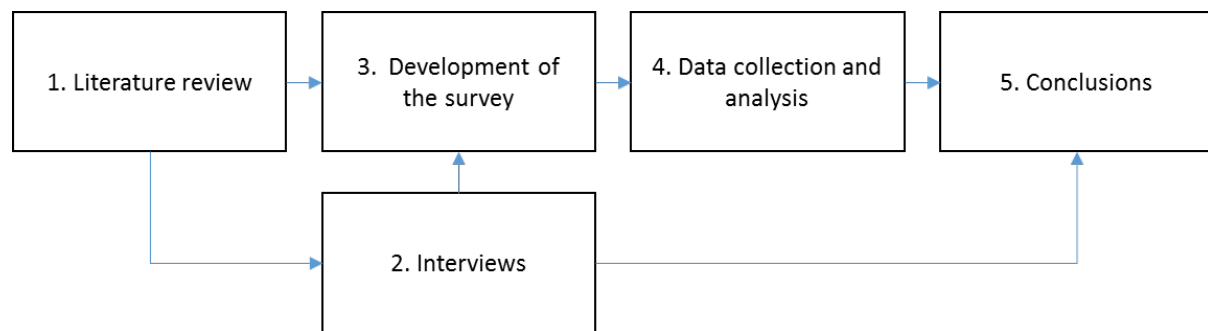 1. Literature review
3. Development of
the survey
4. Data collection and
analysis
5. Conclusions
2. Interviews